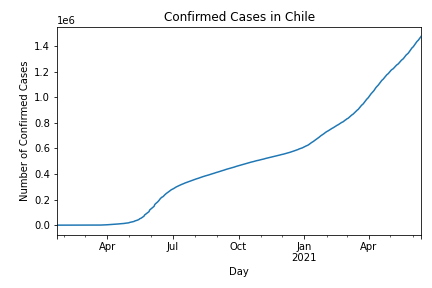 Confirmed Cases in Chile
1e6
1.4
1.2
1.0
0.8
0.6
0.4
0.2
0.0
Number of Confirmed Cases
Apr Jul Oct Jan Apr
2021
Day